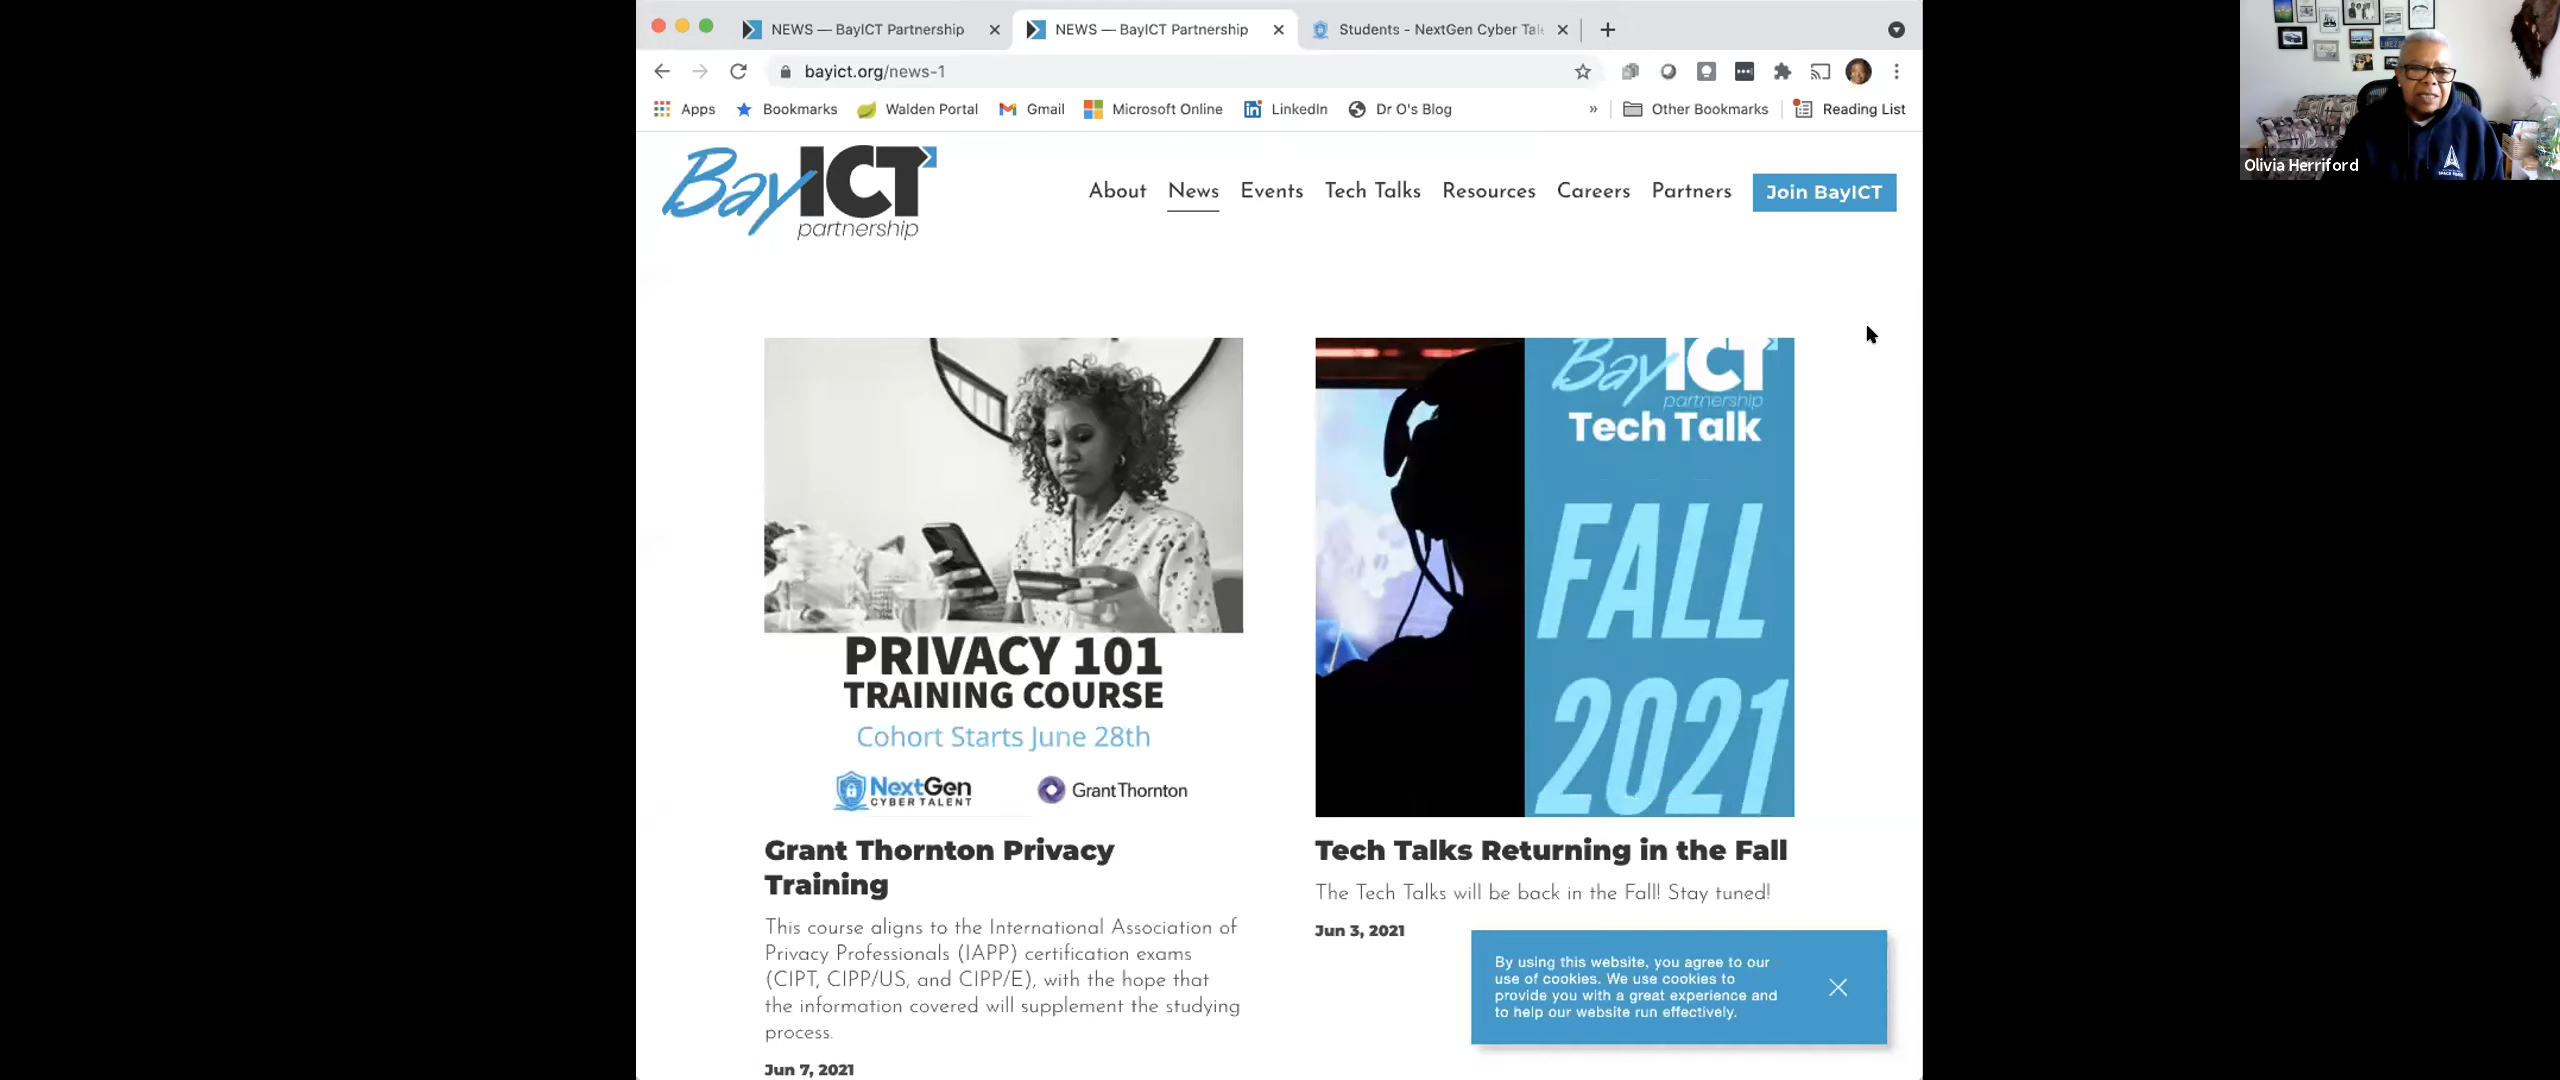 NEWS — BayICT Partnership
NEWS — BayICT Partnership
Students - NextGen Cyber Tal
bayict.org/news-1
Apps
Bookmarks
Walden Portal
Gmail
Microsoft Online
LinkedIn
Dr O's Blog
»
Other Bookmarks
Reading List
BayICT
partnership
About
News
Events
Tech Talks
Resources
Careers
Partners
Join BayICT
Olivia Herriford
SPACE FORCE
PRIVACY 101
TRAINING COURSE
Cohort Starts June 28th
NextGen
CYBER TALENT
GrantThornton
Grant Thornton Privacy
Training
This course aligns to the International Association of
Privacy Professionals (IAPP) certification exams
(CIPT, CIPP/US, and CIPP/E), with the hope that
the information covered will supplement the studying
process.
Jun 7, 2021
BayICT
partnership
Tech Talk
FALL
2021
Tech Talks Returning in the Fall
The Tech Talks will be back in the Fall! Stay tuned!
Jun 3, 2021
By using this website, you agree to our
use of cookies. We use cookies to
provide you with a great experience and
to help our website run effectively.